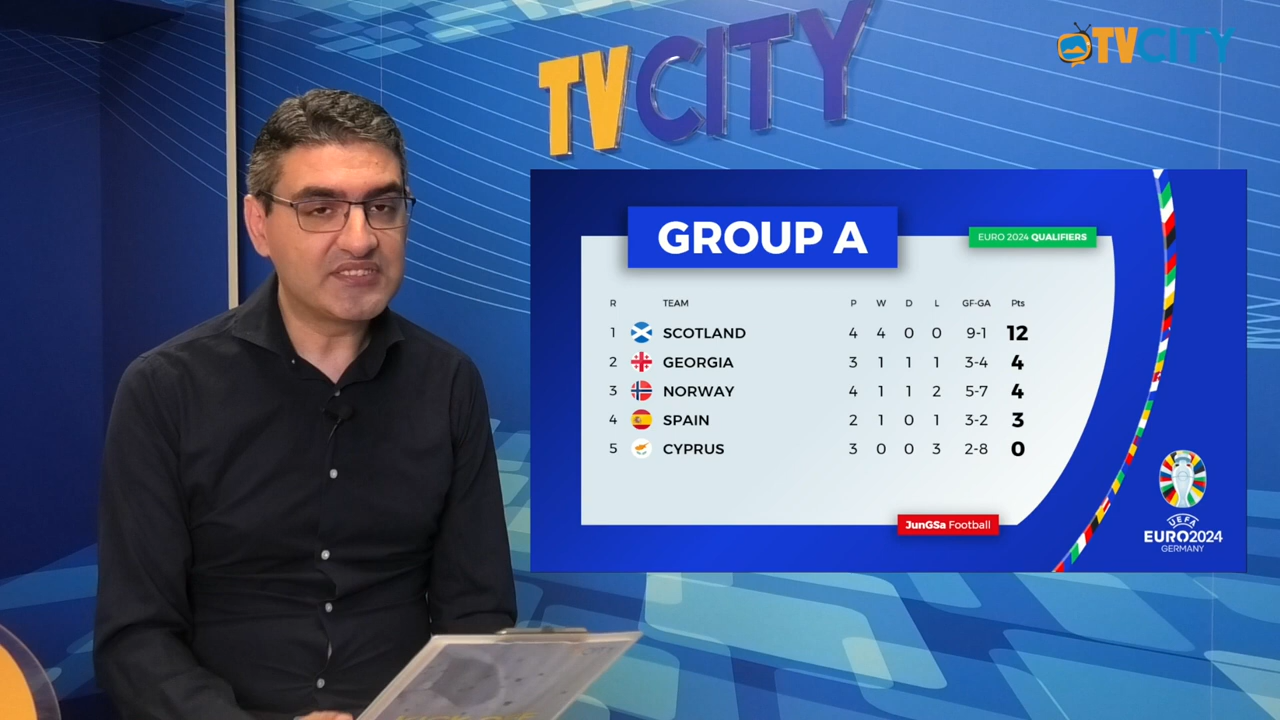 TVCITY
TVCITY
GROUP A
EURO 2024 QUALIFIERS
R TEAM P W D L GF-GA Pts
1 SCOTLAND 4 4 0 0 9-1 12
2 GEORGIA 3 1 1 1 3-4 4
3 NORWAY 4 1 1 2 5-7 4
4 SPAIN 2 1 0 1 3-2 3
5 CYPRUS 3 0 0 3 2-8 0
JunGSa Football
UEFA
EURO2024
GERMANY